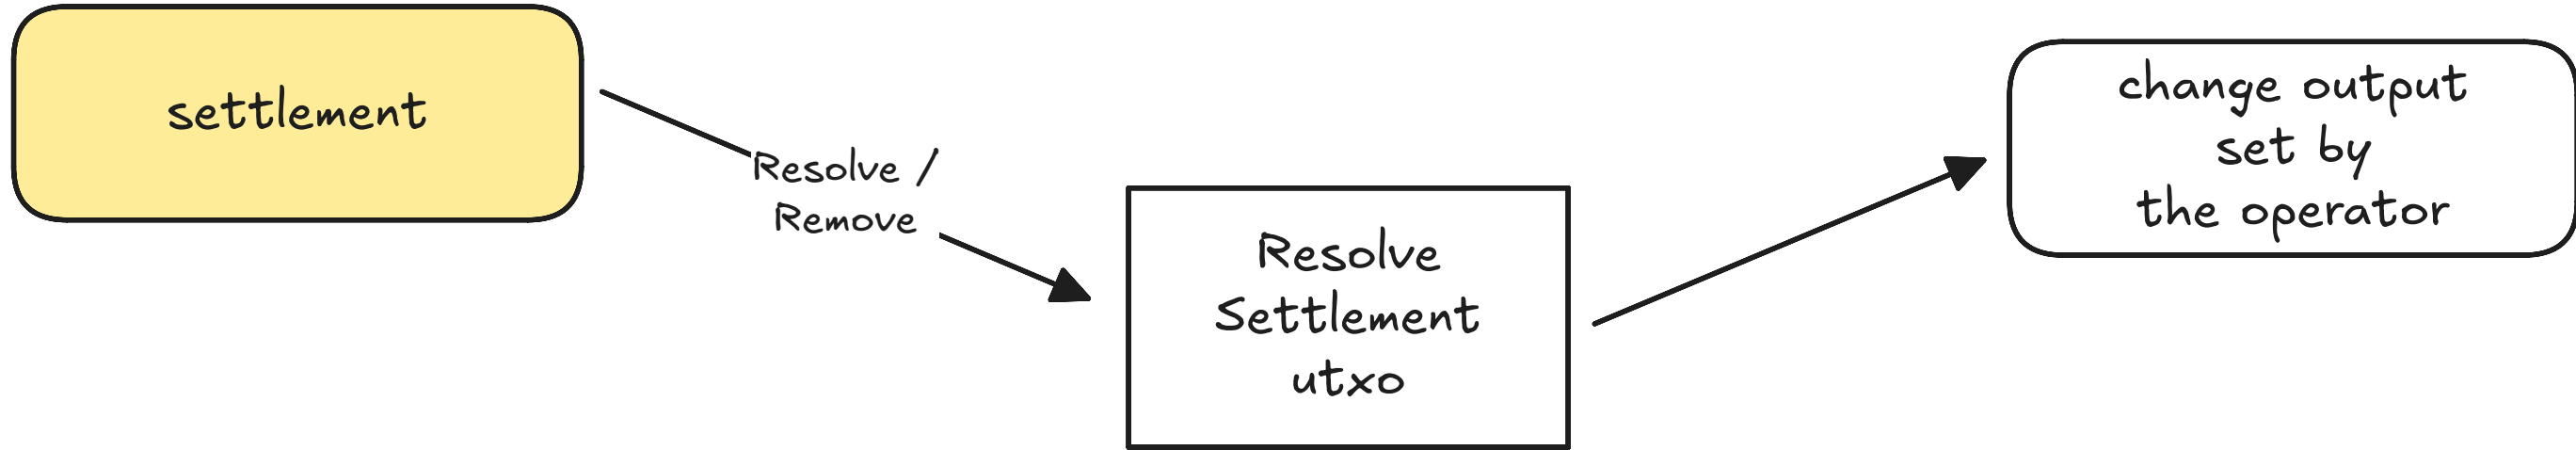 settlement
Resolve /
Remove
Resolve
Settlement
utxo
change output
set by
the operator